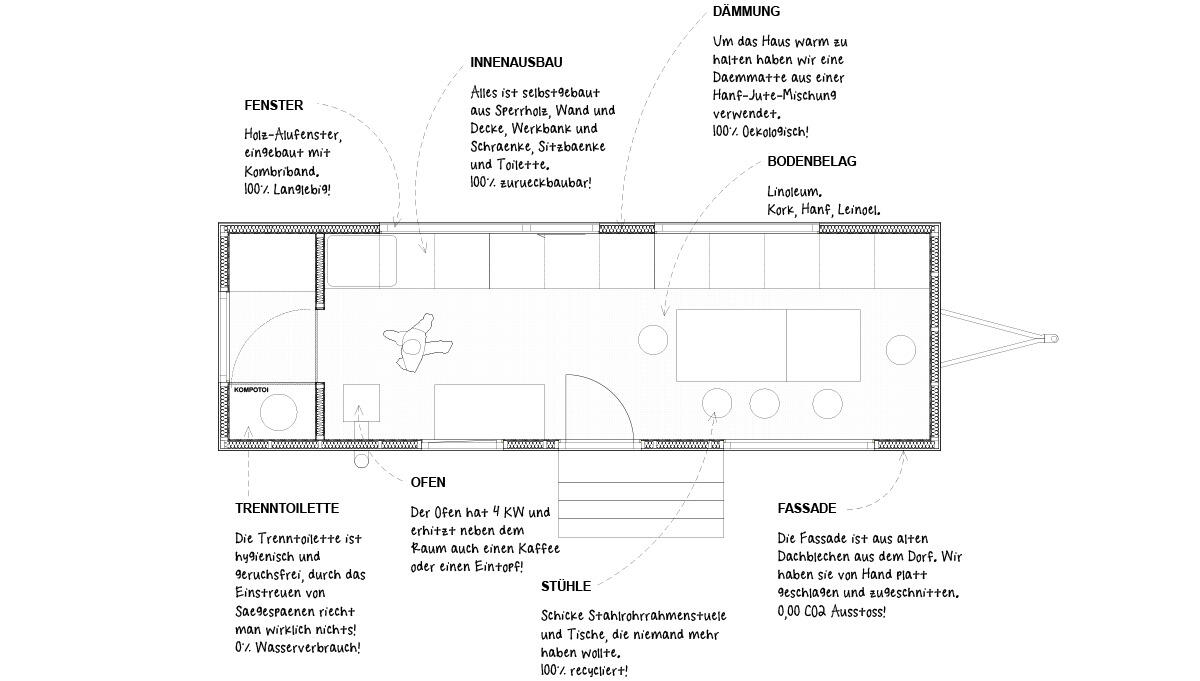 DÄMMUNG
Um das Haus warm zu
halten haben wir eine
Daemmatte aus einer
Hanf-Jute-Mischung
verwendet.
100% Oekologisch!
INNENAUSBAU
Alles ist selbstgebaut
aus Sperrholz, Wand und
Decke, Werkbank und
Schraenke, Sitzbaenke
und Toilette.
100% zurueckbaubar!
FENSTER
Holz-Alufenster,
eingebaut mit
Kombriband.
100% Langlebig!
BODENBELAG
Linoleum.
Kork, Hanf, Leinoel.
KOMPOTOI
TRENNTOILETTE
Die Trenntoilette ist
hygienisch und
geruchsfrei, durch das
Einstreuen von
Saegespaenen riecht
man wirklich nichts!
0% Wasserverbrauch!
OFEN
Der Ofen hat 4 KW und
erhitzt neben dem
Raum auch einen Kaffee
oder einen Eintopf!
STÜHLE
Schicke Stahlrohrrahmenstuele
und Tische, die niemand mehr
haben wollte.
100% recycliert!
FASSADE
Die Fassade ist aus alten
Dachblechen aus dem Dorf. Wir
haben sie von Hand platt
geschlagen und zugeschnitten.
0,00 CO2 Ausstoss!